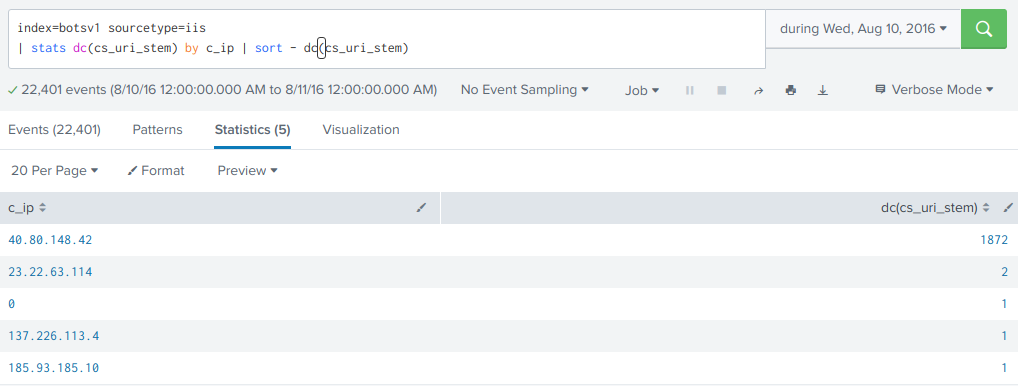 index=botsv1 sourcetype=iis
| stats dc(cs_uri_stem) by c_ip | sort - dc(cs_uri_stem)
during Wed, Aug 10, 2016
22,401 events (8/10/16 12:00:00.000 AM to 8/11/16 12:00:00.000 AM) No Event Sampling Job Verbose Mode
Events (22,401) Patterns Statistics (5) Visualization
20 Per Page Format Preview
c_ip dc(cs_uri_stem)
40.80.148.42 1872
23.22.63.114 2
0 1
137.226.113.4 1
185.93.185.10 1